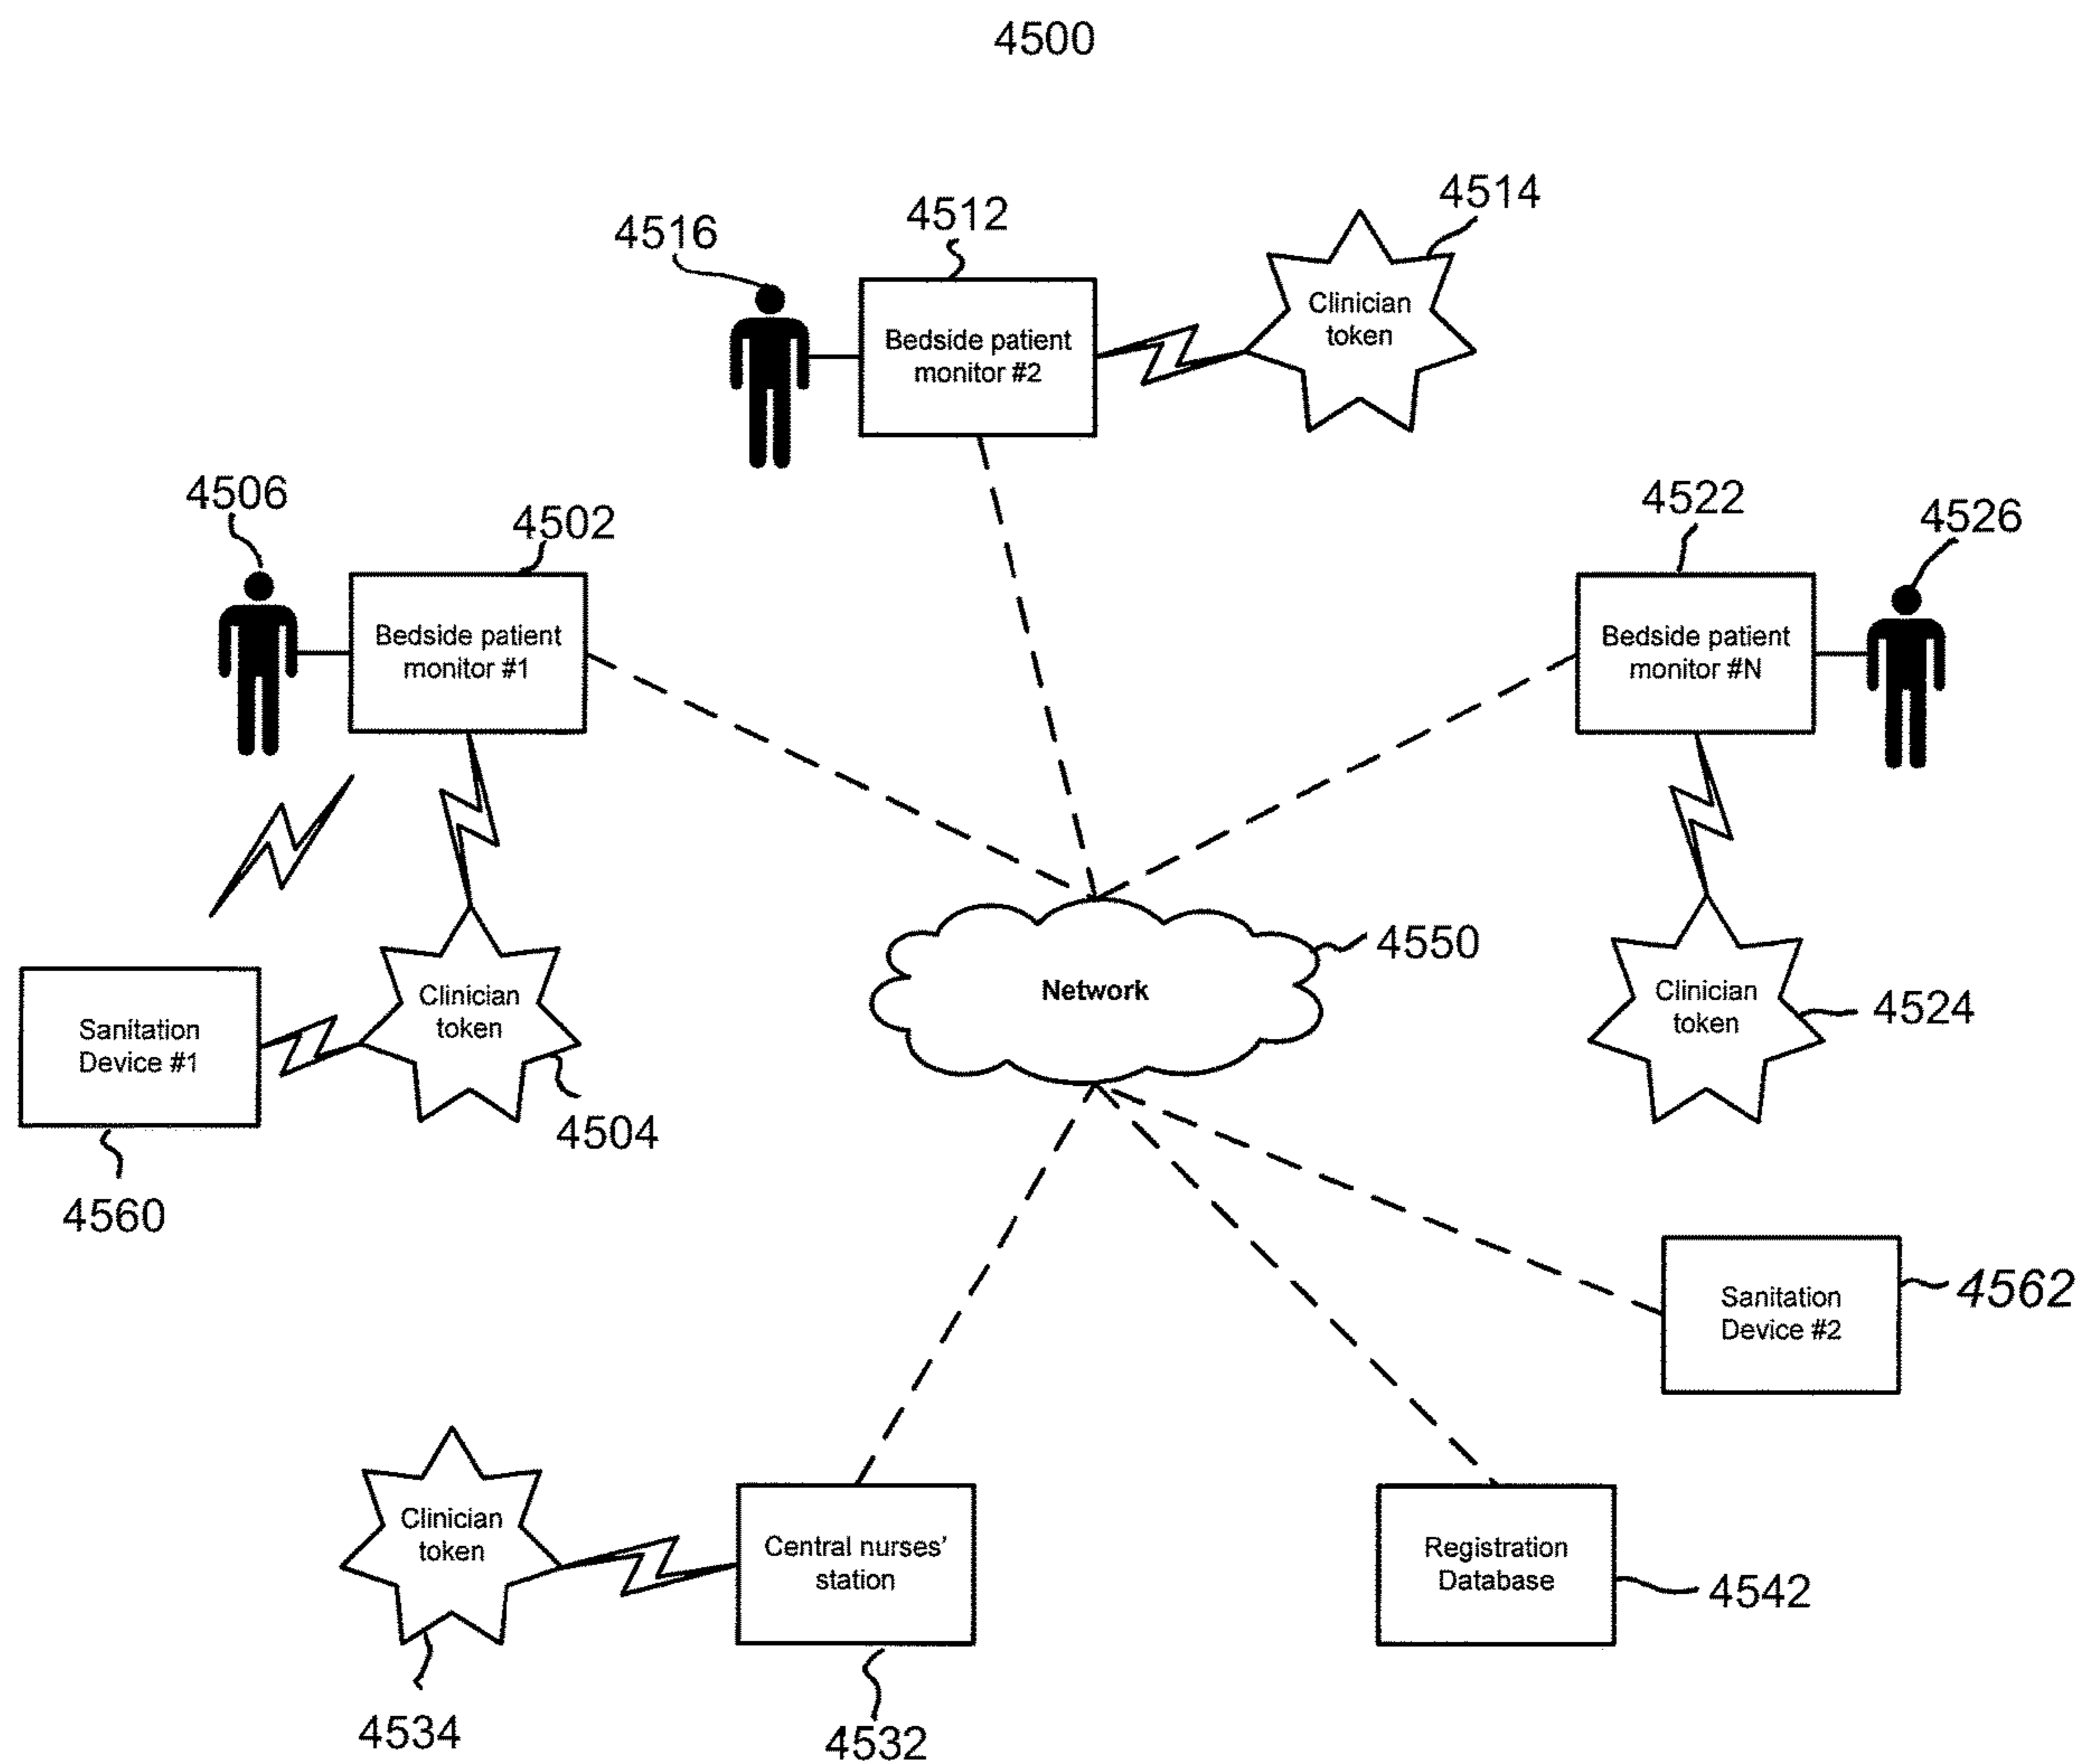 4500
4514
4512
4516
Clinician
token
Bedside patient
monitor #2
4506
4502
4522
4526
Bedside patient
monitor #1
Bedside patient
monitor #N
4550
Network
Clinician
token
Clinician
token
4524
Sanitation
Device #1
4504
4560
4562
Sanitation
Device #2
Clinician
token
Central nurses'
station
Registration
Database
4542
4534
4532